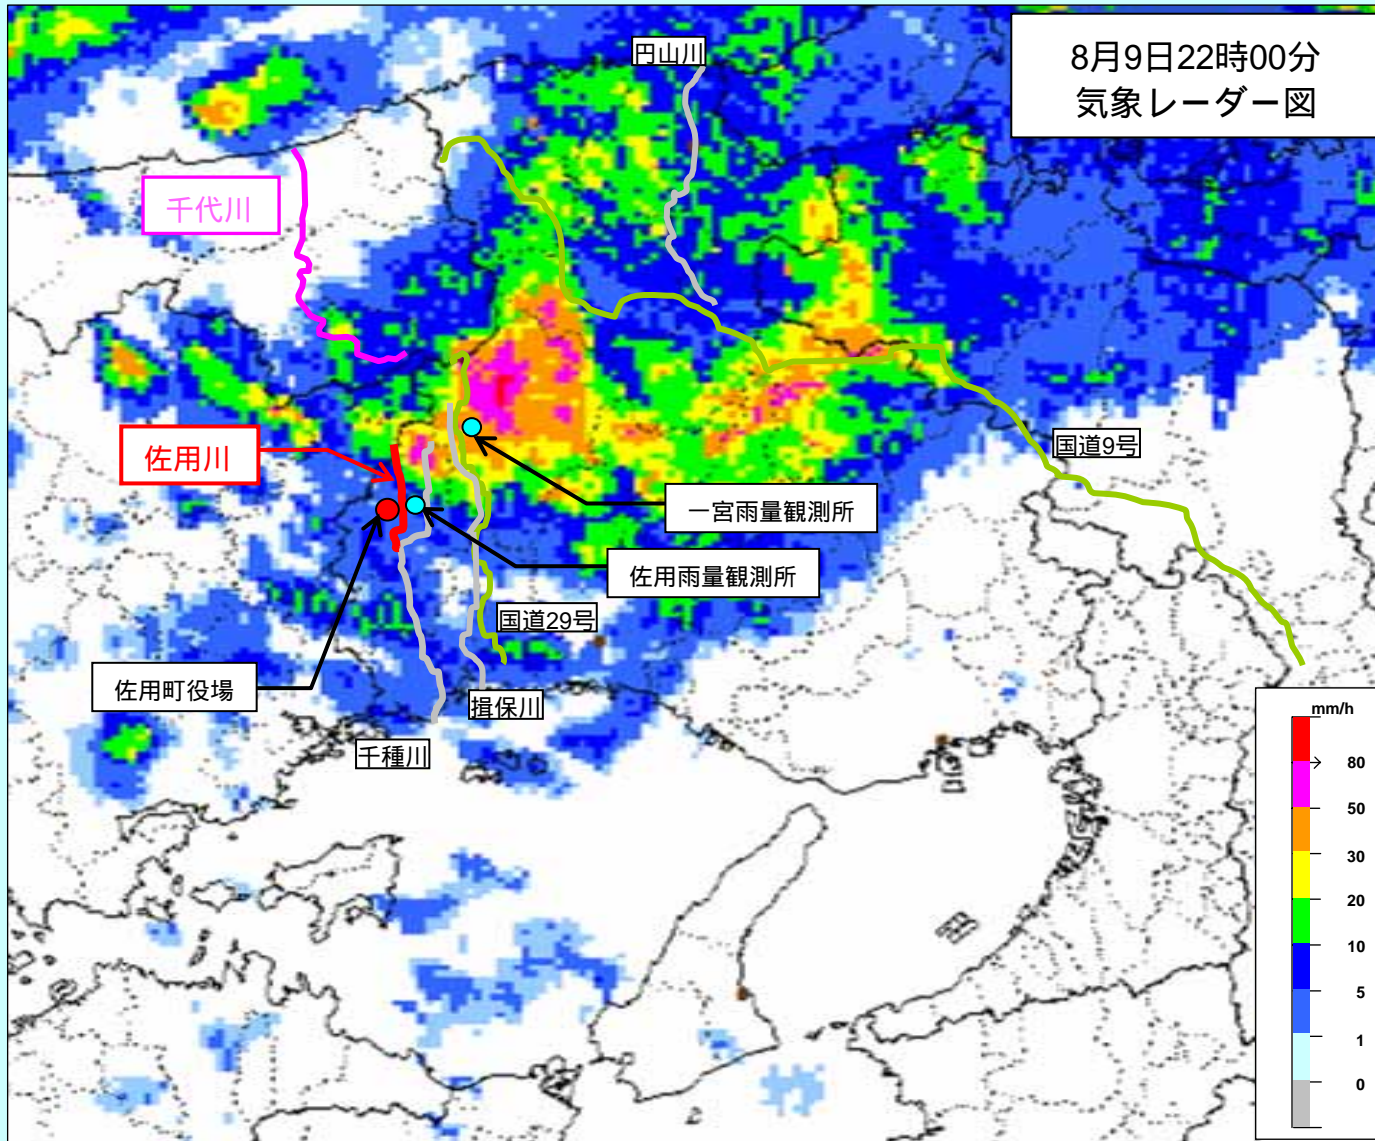 円山川
8月9日22時00分
気象レーダー図
千代川
佐用川
国道9号
一宮雨量観測所
佐用雨量観測所
国道29号
佐用町役場
揖保川
千種川
mm/h
80
50
30
20
10
5
1
0